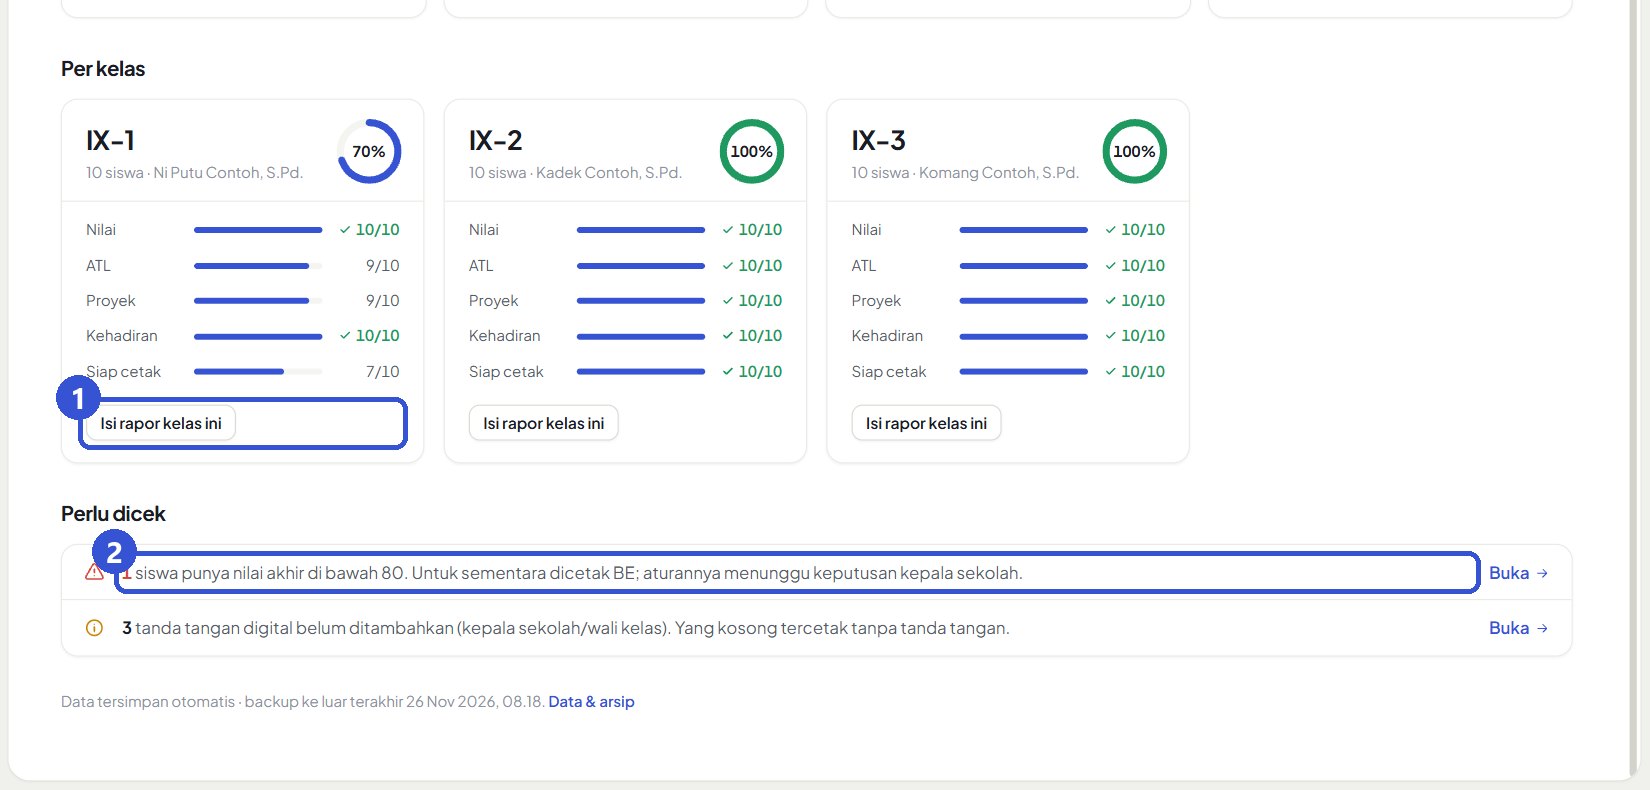 Per kelas
IX-1
10 siswa · Ni Putu Contoh, S.Pd.
70%
Nilai
10/10
ATL
9/10
Proyek
9/10
Kehadiran
10/10
Siap cetak
7/10
1
Isi rapor kelas ini
IX-2
10 siswa · Kadek Contoh, S.Pd.
100%
Nilai
10/10
ATL
10/10
Proyek
10/10
Kehadiran
10/10
Siap cetak
10/10
Isi rapor kelas ini
IX-3
10 siswa · Komang Contoh, S.Pd.
100%
Nilai
10/10
ATL
10/10
Proyek
10/10
Kehadiran
10/10
Siap cetak
10/10
Isi rapor kelas ini
Perlu dicek
2
1 siswa punya nilai akhir di bawah 80. Untuk sementara dicetak BE; aturannya menunggu keputusan kepala sekolah.
Buka →
3 tanda tangan digital belum ditambahkan (kepala sekolah/wali kelas). Yang kosong tercetak tanpa tanda tangan.
Buka →
Data tersimpan otomatis · backup ke luar terakhir 26 Nov 2026, 08.18. Data & arsip